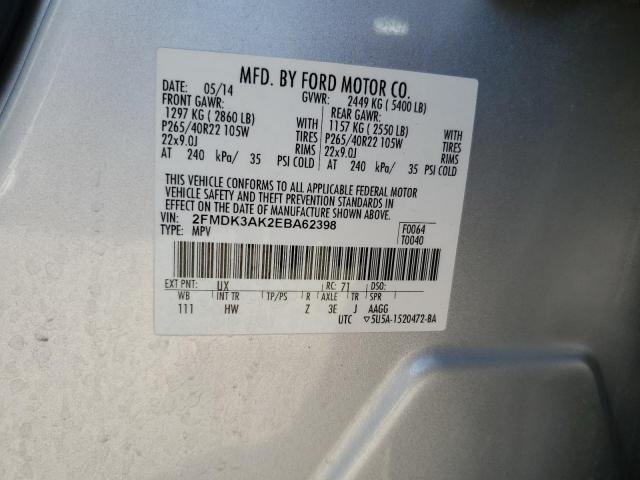 MFD. BY FORD MOTOR CO.
DATE: 05/14 GVWR: 2449 KG ( 5400 LB)
FRONT GAWR: REAR GAWR:
1297 KG ( 2860 LB) WITH 1157 KG ( 2550 LB) WITH
P265/40R22 105W TIRES P265/40R22 105W TIRES
22x9.0J RIMS 22x9.0J RIMS
AT 240 kPa/ 35 PSI COLD AT 240 kPa/ 35 PSI COLD
THIS VEHICLE CONFORMS TO ALL APPLICABLE FEDERAL MOTOR
VEHICLE SAFETY AND THEFT PREVENTION STANDARDS IN
EFFECT ON THE DATE OF MANUFACTURE SHOWN ABOVE.
VIN: 2FMDK3AK2EBA62398 F0064
TYPE: MPV T0040
EXT PNT: UX RC: 71 DSO:
WB INT TR TP/PS R AXLE TR SPR
111 HW Z 3E J AAGG
UTC ▽5U5A-1520472-BA